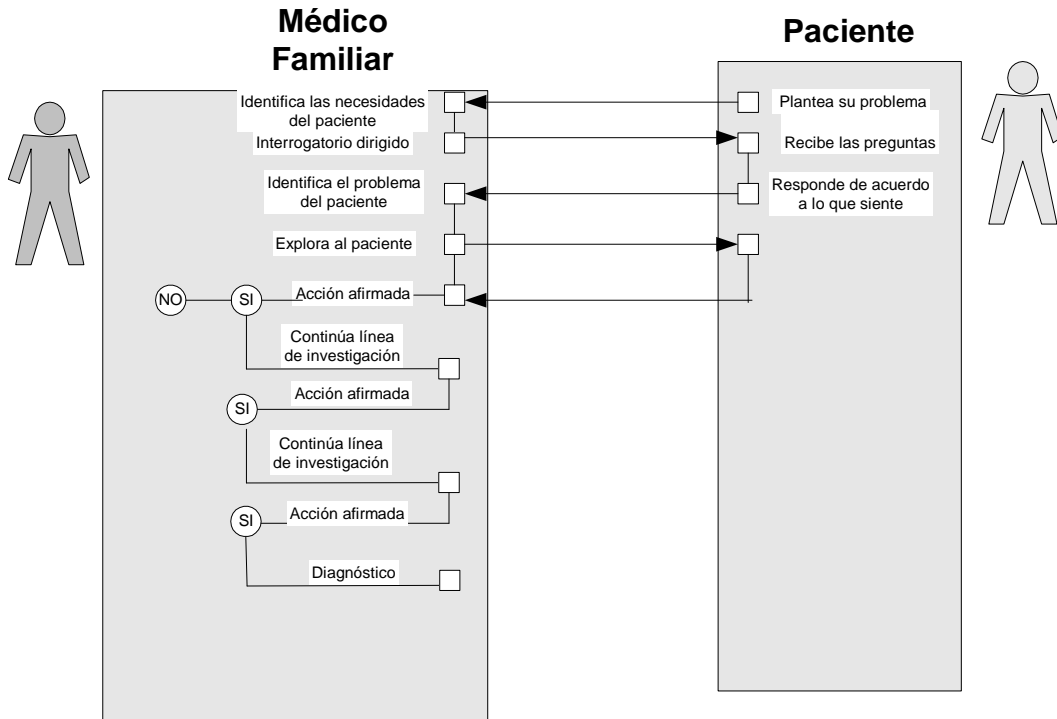 Médico
Familiar
Paciente
Identifica las necesidades
del paciente
Plantea su problema
Interrogatorio dirigido
Recibe las preguntas
Identifica el problema
del paciente
Responde de acuerdo
a lo que siente
Explora al paciente
NO
SI
Acción afirmada
Continúa línea
de investigación
SI
Acción afirmada
Continúa línea
de investigación
SI
Acción afirmada
Diagnóstico